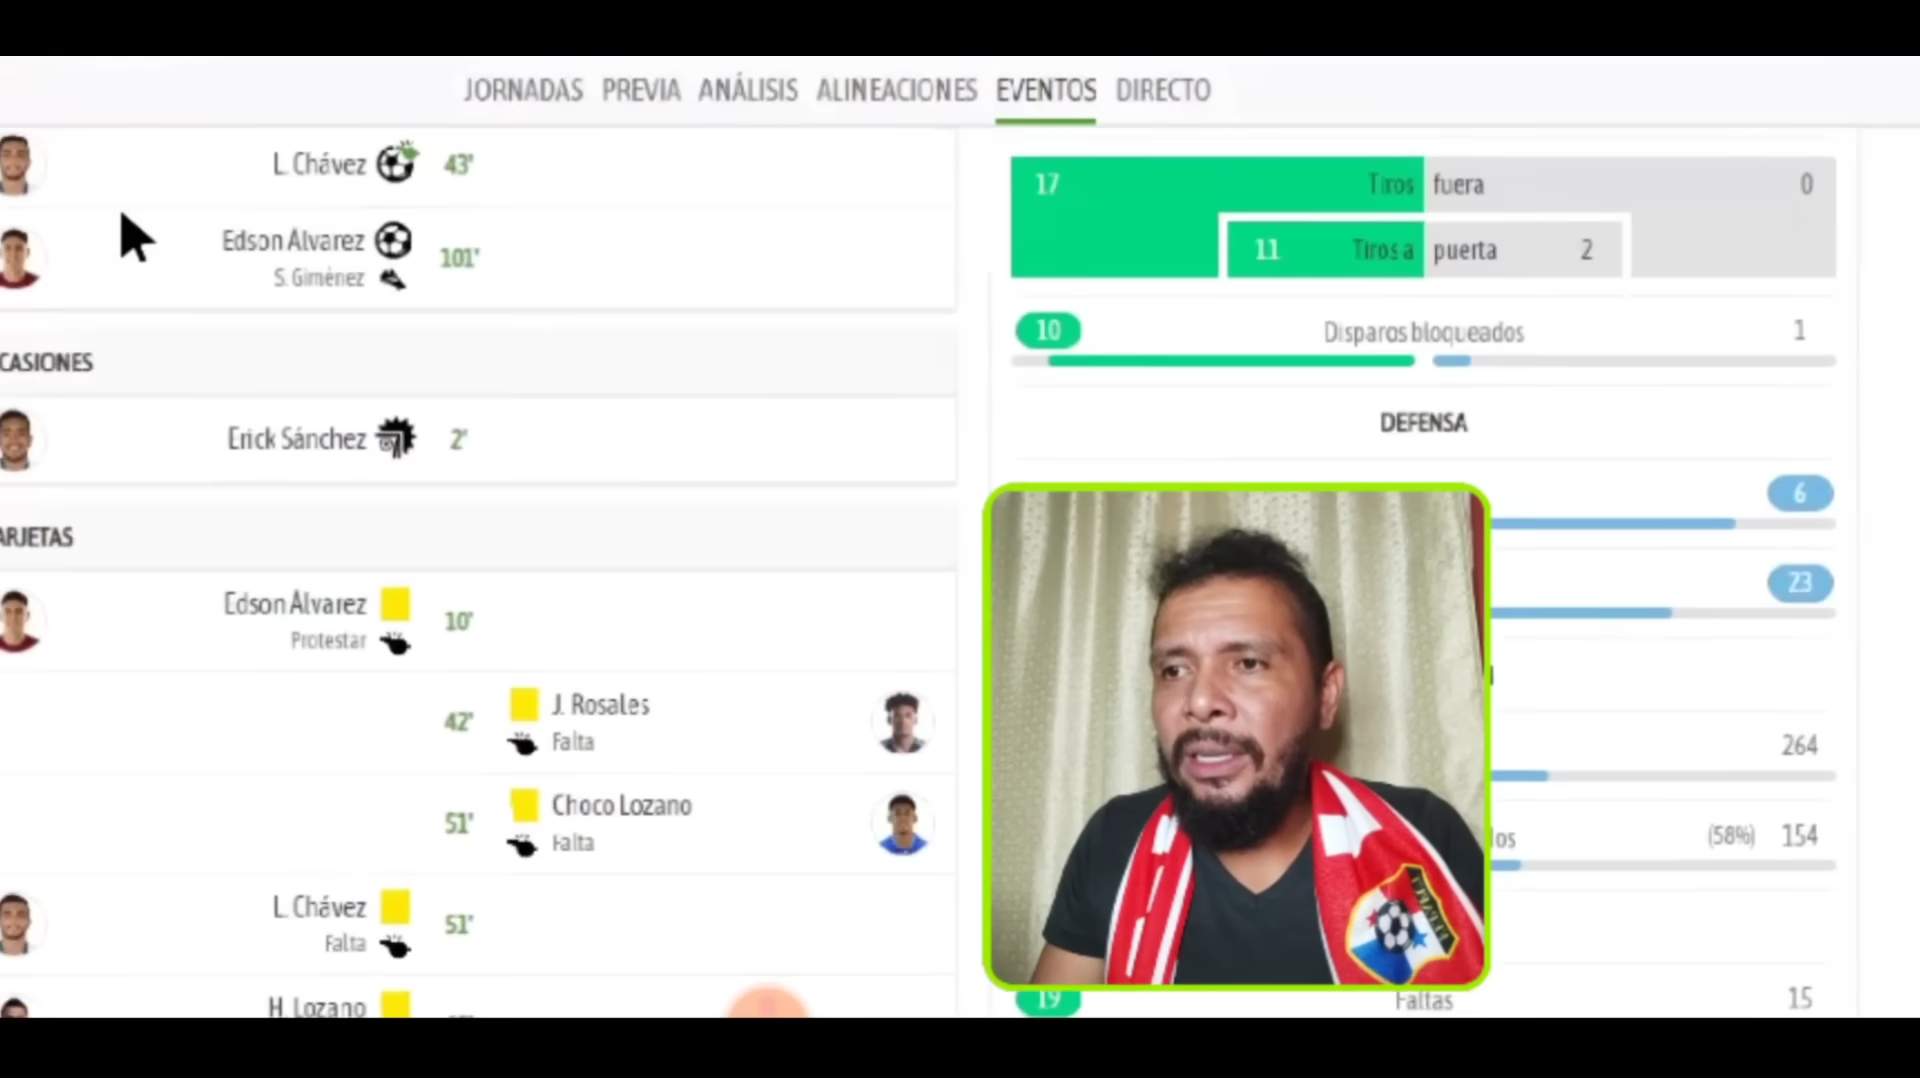 JORNADAS PREVIA ANÁLISIS ALINEACIONES EVENTOS DIRECTO
L. Chávez 43'
Edson Álvarez 101'
S. Giménez
CASIONES
Erick Sánchez 2'
ARJETAS
Edson Álvarez 10'
Protestar
42' J. Rosales
Falta
51' Choco Lozano
Falta
L. Chávez 51'
Falta
H. Lozano
17 Tiros fuera 0
11 Tiros a puerta 2
10 Disparos bloqueados 1
DEFENSA
6
23
264
los (58%) 154
19 Faltas 15